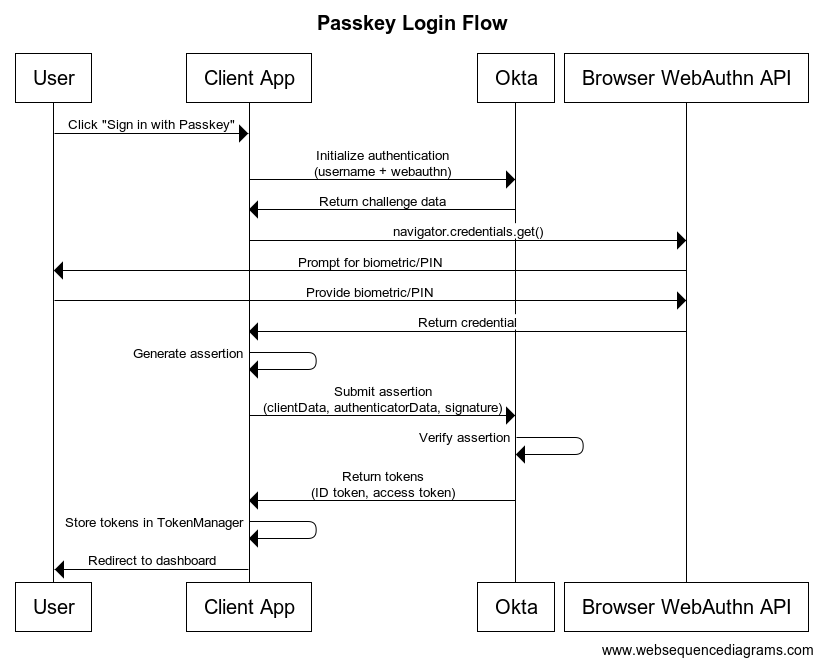 Passkey Login Flow
User
Client App
Okta
Browser WebAuthn API
Click "Sign in with Passkey"
Initialize authentication
(username + webauthn)
Return challenge data
navigator.credentials.get()
Prompt for biometric/PIN
Provide biometric/PIN
Return credential
Generate assertion
Submit assertion
(clientData, authenticatorData, signature)
Verify assertion
Return tokens
(ID token, access token)
Store tokens in TokenManager
Redirect to dashboard
User
Client App
Okta
Browser WebAuthn API
www.websequencediagrams.com